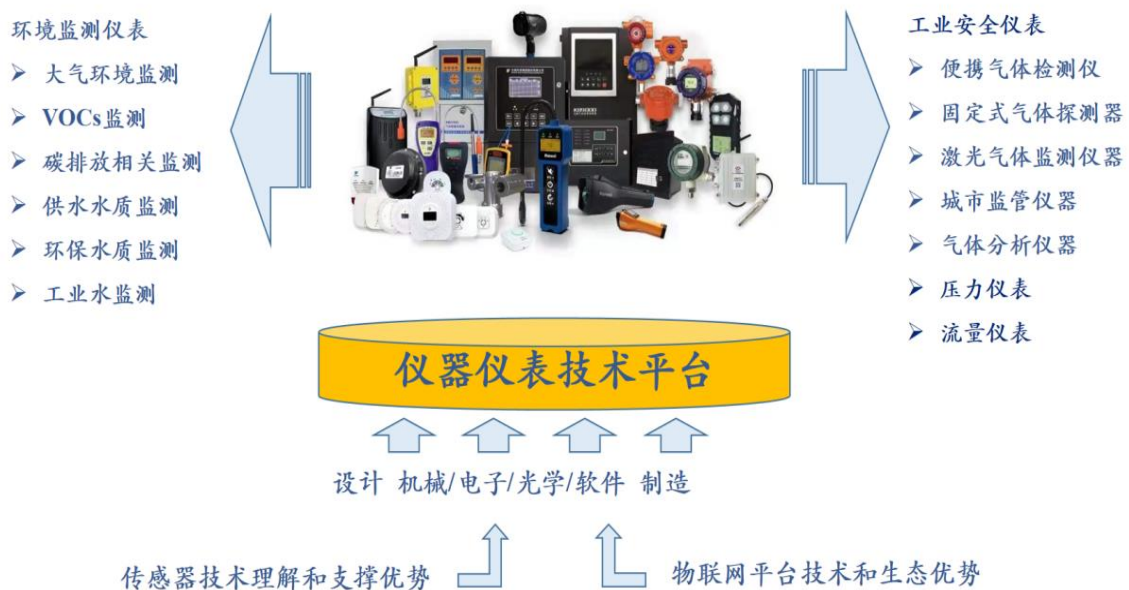 环境监测仪表
➢ 大气环境监测
➢ VOCs监测
➢ 碳排放相关监测
➢ 供水水质监测
➢ 环保水质监测
➢ 工业水监测
工业安全仪表
➢ 便携气体检测仪
➢ 固定式气体探测器
➢ 激光气体监测仪器
➢ 城市监管仪器
➢ 气体分析仪器
➢ 压力仪表
➢ 流量仪表
仪器仪表技术平台
设计 机械/电子/光学/软件 制造
传感器技术理解和支撑优势
物联网平台技术和生态优势